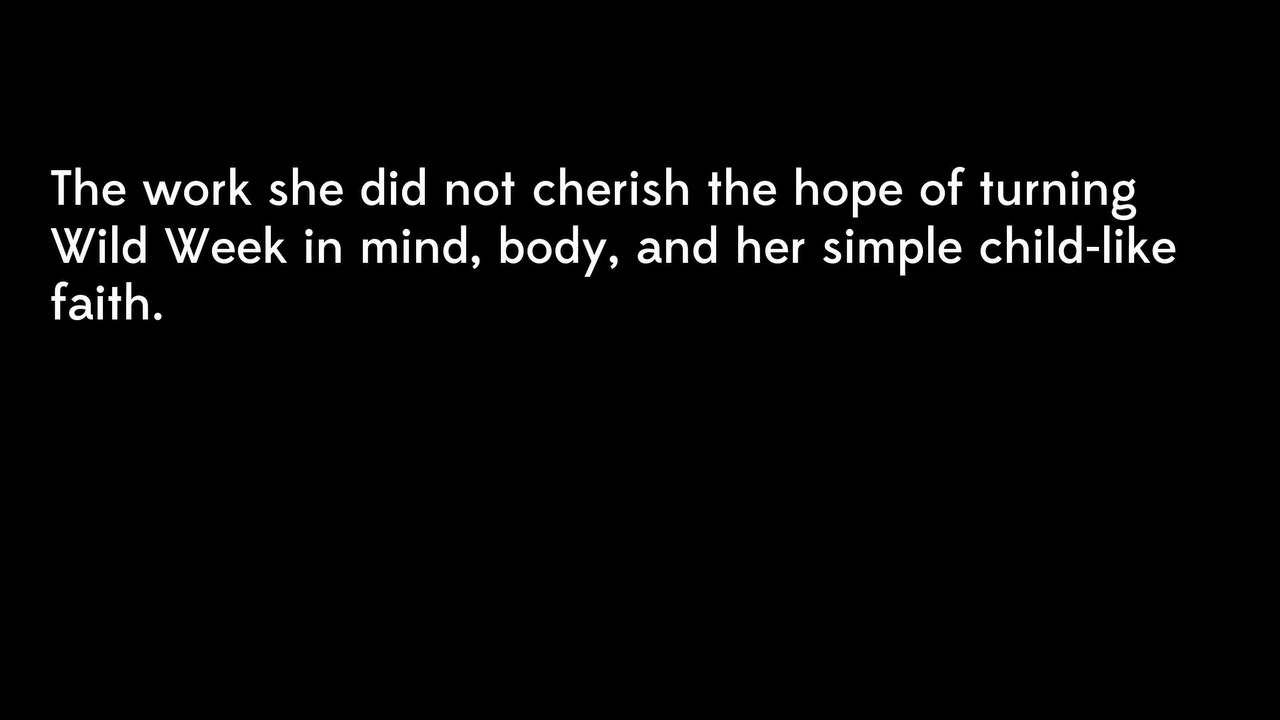 The work she did not cherish the hope of turning
Wild Week in mind, body, and her simple child-like
faith.